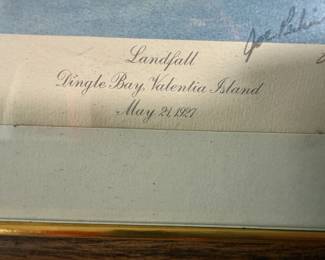 Landfall
Dingle Bay, Valentia Island
May 21, 1927